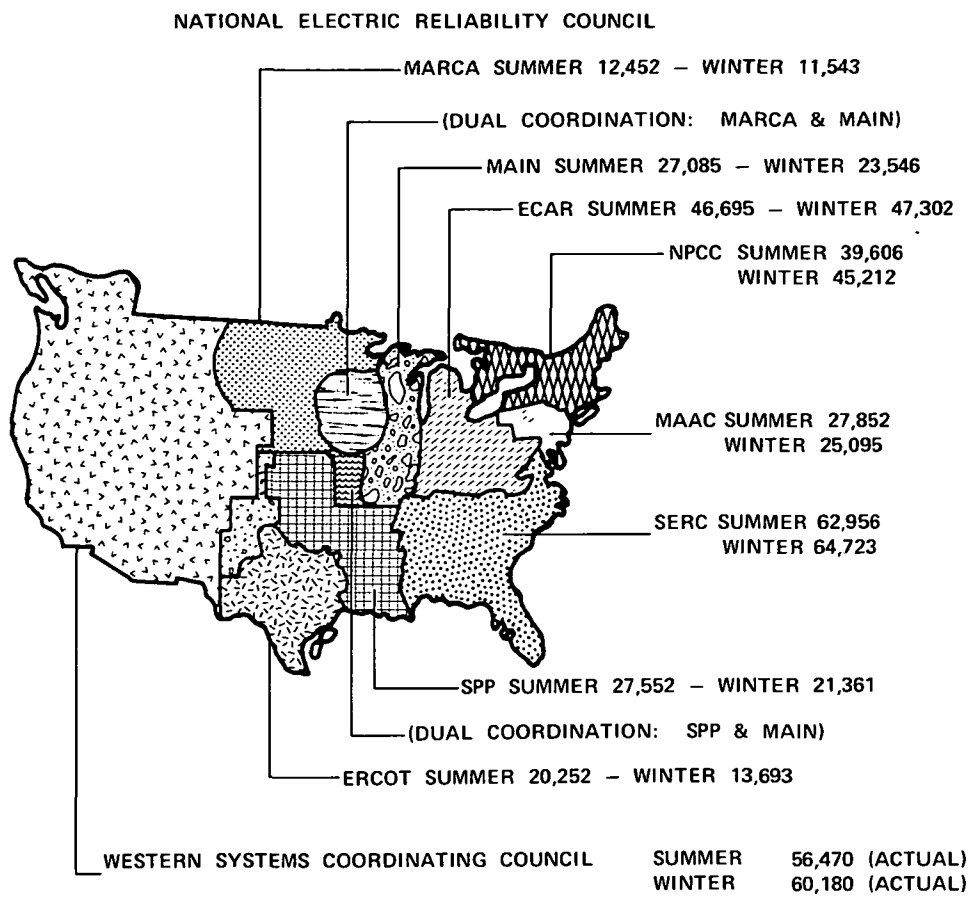 NATIONAL ELECTRIC RELIABILITY COUNCIL
MARCA SUMMER 12,452 – WINTER 11,543
(DUAL COORDINATION: MARCA & MAIN)
MAIN SUMMER 27,085 – WINTER 23,546
ECAR SUMMER 46,695 – WINTER 47,302
NPCC SUMMER 39,606
WINTER 45,212
MAAC SUMMER 27,852
WINTER 25,095
SERC SUMMER 62,956
WINTER 64,723
SPP SUMMER 27,552 – WINTER 21,361
(DUAL COORDINATION: SPP & MAIN)
ERCOT SUMMER 20,252 – WINTER 13,693
WESTERN SYSTEMS COORDINATING COUNCIL SUMMER 56,470 (ACTUAL)
WINTER 60,180 (ACTUAL)